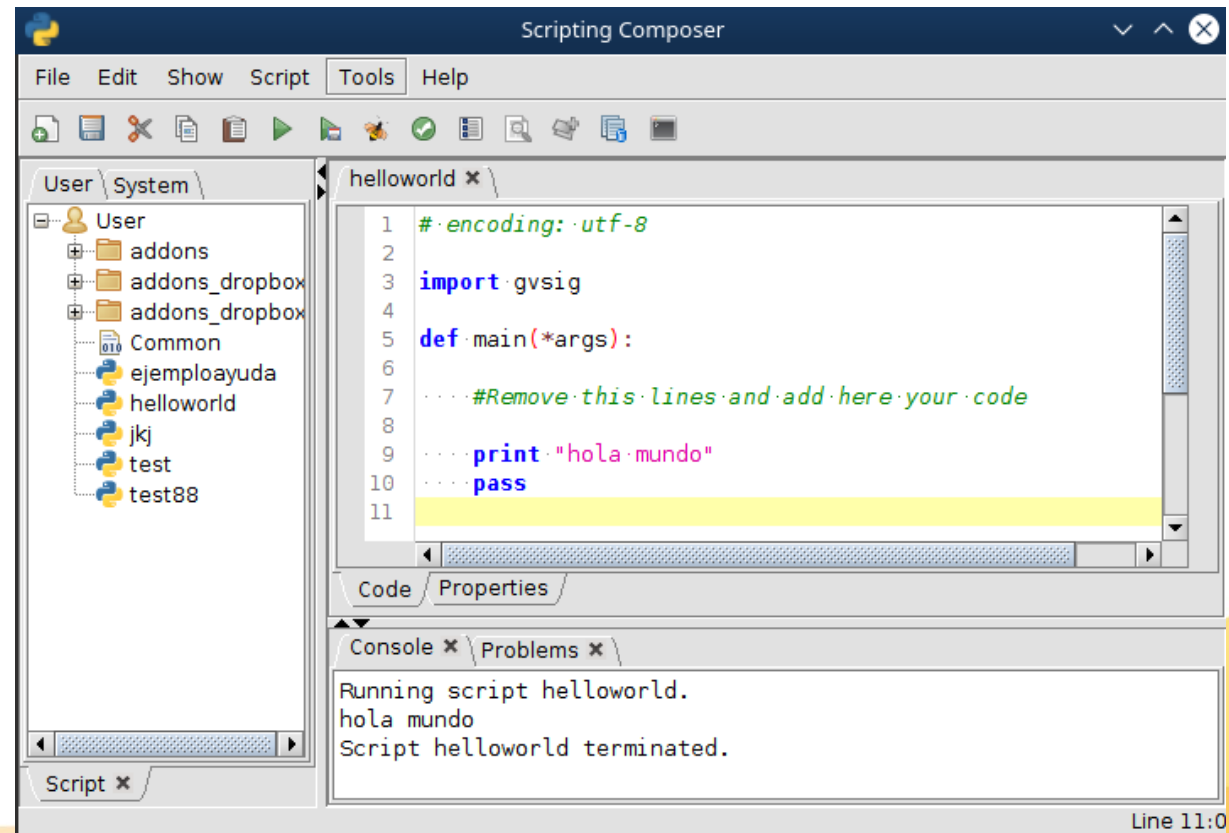 Scripting Composer
File Edit Show Script Tools Help
User System
User
addons
addons_dropbox
addons_dropbox
Common
ejemploayuda
helloworld
jkj
test
test88
Script
helloworld
1 # encoding: utf-8
2
3 import gvsig
4
5 def main(*args):
6
7 #Remove this lines and add here your code
8
9 print "hola mundo"
10 pass
11
Code Properties
Console Problems
Running script helloworld.
hola mundo
Script helloworld terminated.
Line 11:0